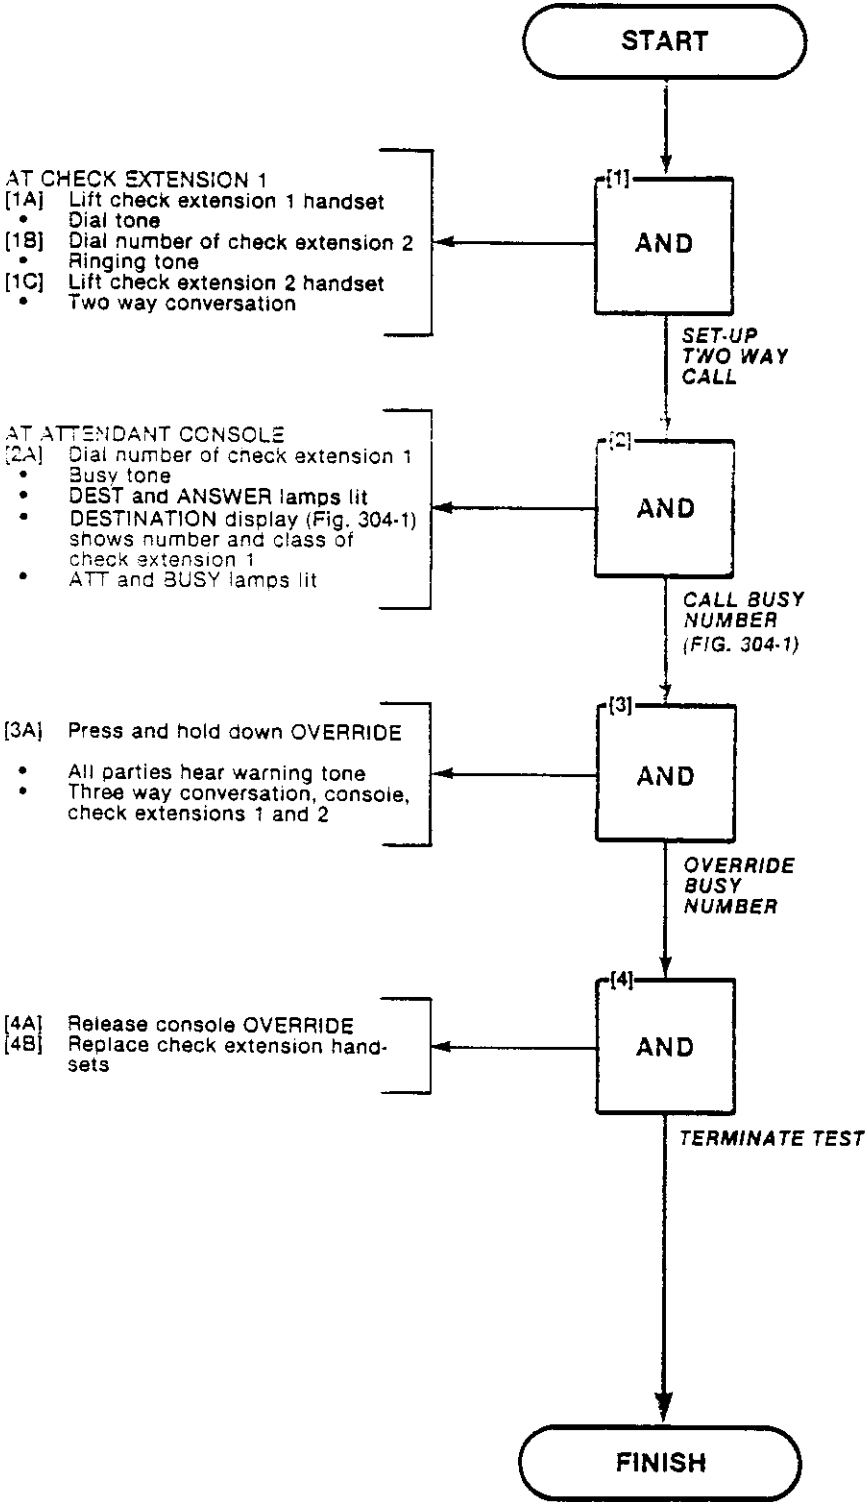 START
AT CHECK EXTENSION 1
[1A] Lift check extension 1 handset
• Dial tone
[1B] Dial number of check extension 2
• Ringing tone
[1C] Lift check extension 2 handset
• Two way conversation
[1]
AND
SET-UP
TWO WAY
CALL
AT ATTENDANT CONSOLE
[2A] Dial number of check extension 1
• Busy tone
• DEST and ANSWER lamps lit
• DESTINATION display (Fig. 304-1)
shows number and class of
check extension 1
• ATT and BUSY lamps lit
[2]
AND
CALL BUSY
NUMBER
(FIG. 304-1)
[3A] Press and hold down OVERRIDE
• All parties hear warning tone
• Three way conversation, console,
check extensions 1 and 2
[3]
AND
OVERRIDE
BUSY
NUMBER
[4A] Release console OVERRIDE
[4B] Replace check extension hand-
sets
[4]
AND
TERMINATE TEST
FINISH